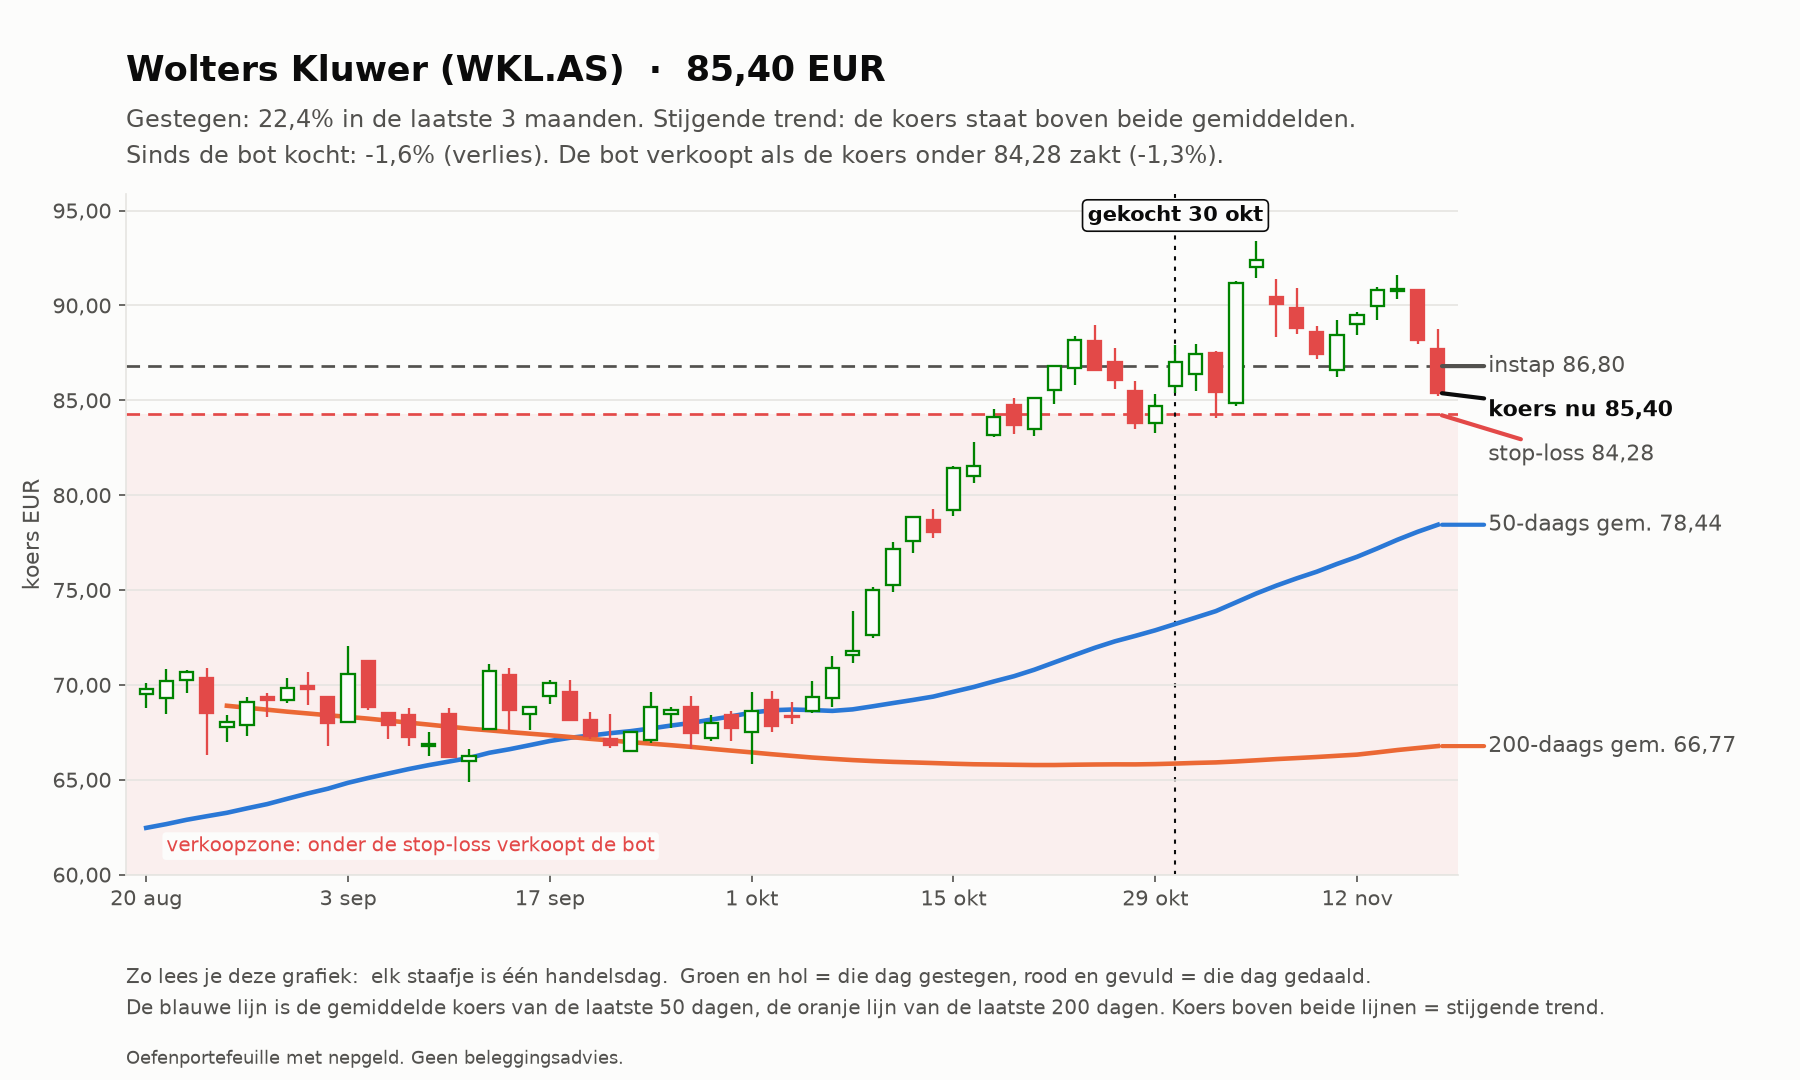 Wolters Kluwer (WKL.AS)  ·  85,40 EUR
Gestegen: 22,4% in de laatste 3 maanden. Stijgende trend: de koers staat boven beide gemiddelden.
Sinds de bot kocht: -1,6% (verlies). De bot verkoopt als de koers onder 84,28 zakt (-1,3%).
95,00
gekocht 30 okt
90,00
instap 86,80
85,00
koers nu 85,40
stop-loss 84,28
80,00
50-daags gem. 78,44
koers EUR
75,00
70,00
200-daags gem. 66,77
65,00
verkoopzone: onder de stop-loss verkoopt de bot
60,00
20 aug 3 sep 17 sep 1 okt 15 okt 29 okt 12 nov
Zo lees je deze grafiek:  elk staafje is één handelsdag.  Groen en hol = die dag gestegen, rood en gevuld = die dag gedaald.
De blauwe lijn is de gemiddelde koers van de laatste 50 dagen, de oranje lijn van de laatste 200 dagen. Koers boven beide lijnen = stijgende trend.
Oefenportefeuille met nepgeld. Geen beleggingsadvies.